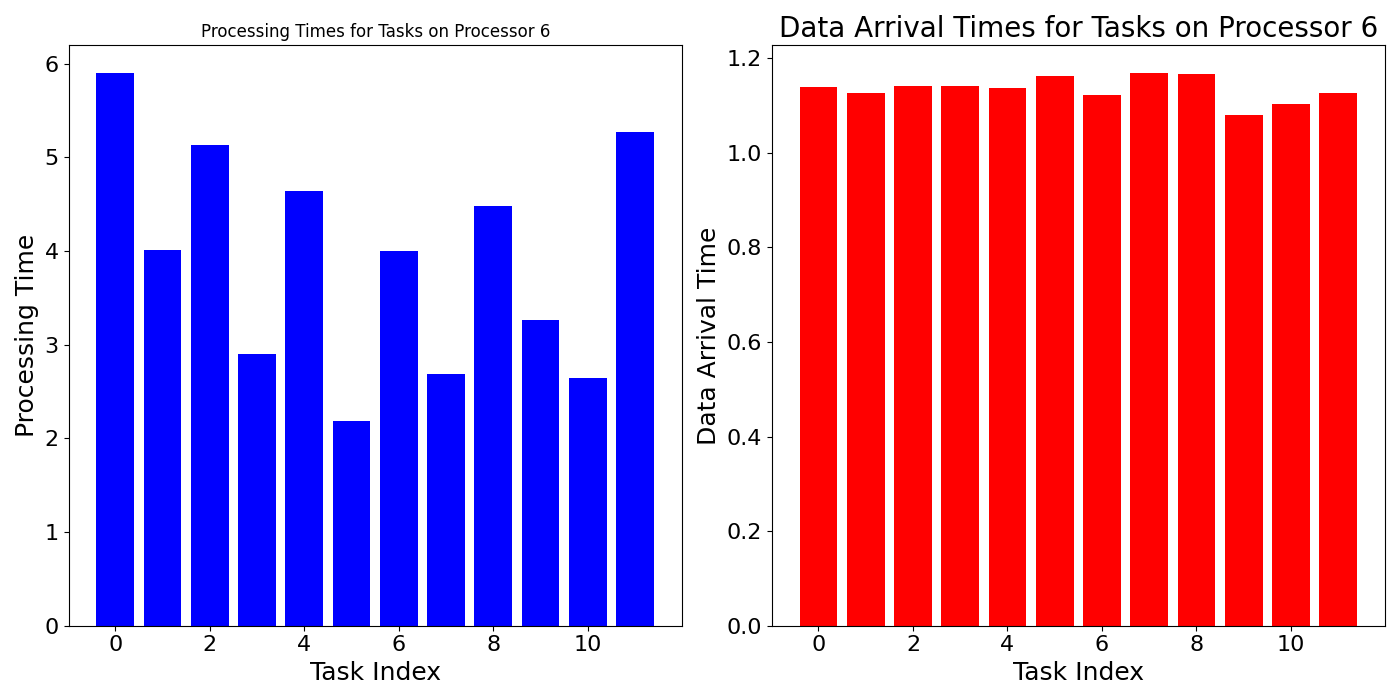 Processing Times for Tasks on Processor 6
Processing Time
6
5
4
3
2
1
0
0 2 4 6 8 10
Task Index
Data Arrival Times for Tasks on Processor 6
Data Arrival Time
1.2
1.0
0.8
0.6
0.4
0.2
0.0
0 2 4 6 8 10
Task Index